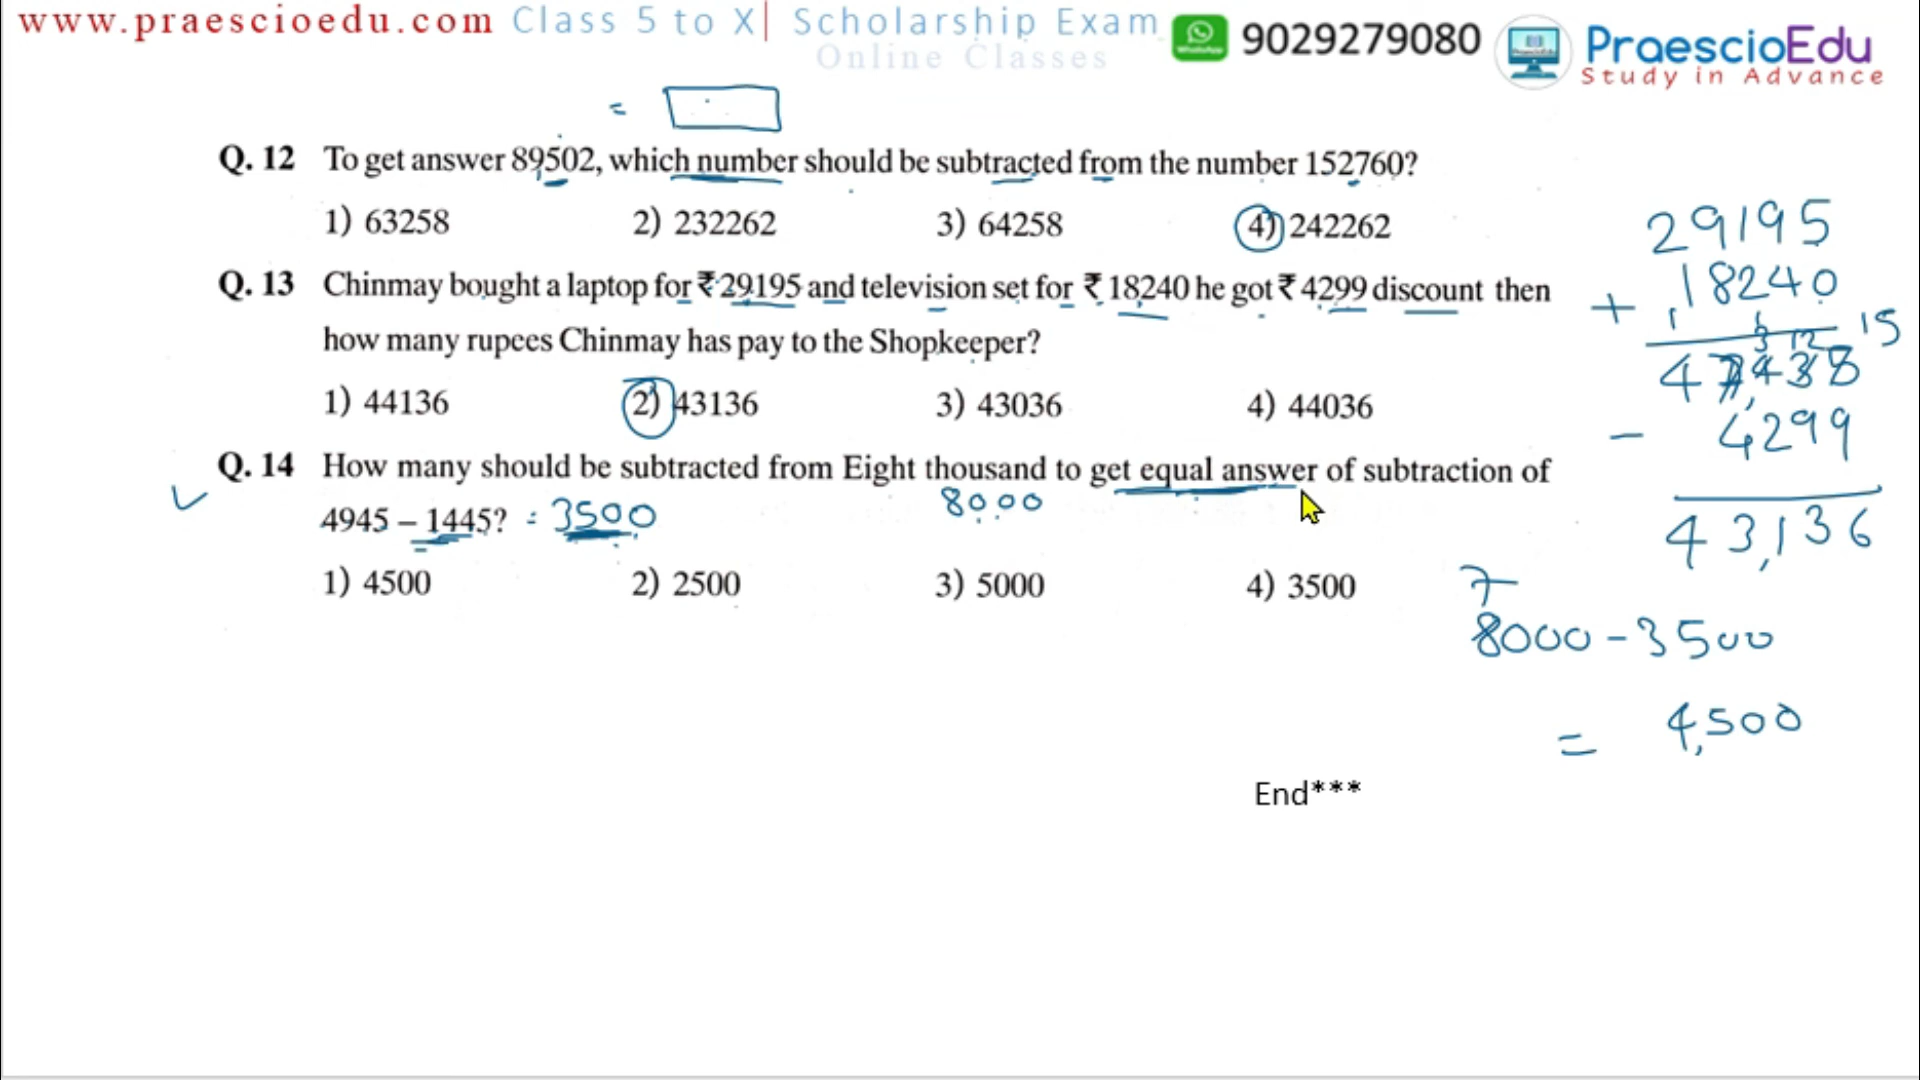 www.praescioedu.com Class 5 to X| Scholarship Exam
Online Classes
WhatsApp 9029279080
PraescioEdu
Study in Advance
=
Q. 12 To get answer 89502, which number should be subtracted from the number 152760?
1) 63258 2) 232262 3) 64258 4) 242262
Q. 13 Chinmay bought a laptop for ₹ 29195 and television set for ₹ 18240 he got ₹ 4299 discount then
how many rupees Chinmay has pay to the Shopkeeper?
1) 44136 2) 43136 3) 43036 4) 44036
Q. 14 How many should be subtracted from Eight thousand to get equal answer of subtraction of
8000
4945 – 1445? = 3500
1) 4500 2) 2500 3) 5000 4) 3500
29195
+ 18240
- 4299
43,136
7
8000 - 3500
= 4,500
End***